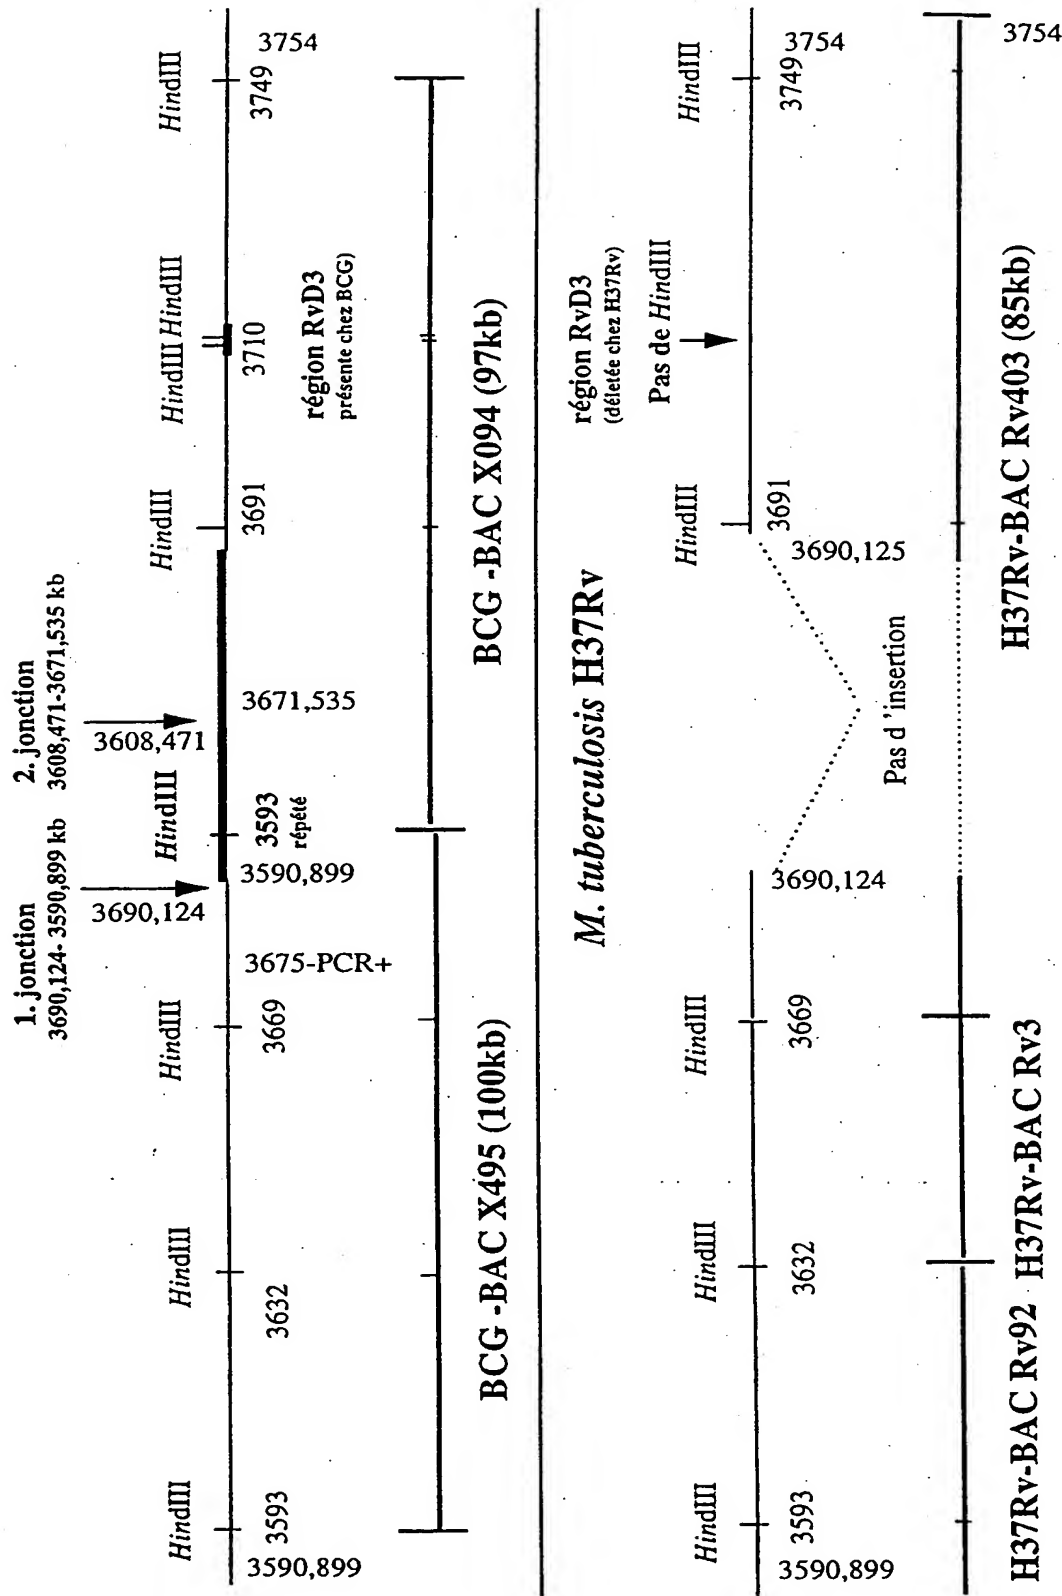 1. jonction
3690,124- 3590,899 kb
2. jonction
3608,471-3671,535 kb
3690,124
3608,471
HindIII
HindIII
HindIII
HindIII
HindIII
HindIII HindIII
HindIII
3590,899
3593
3632
3669
3675-PCR+
3590,899
3593
répété
3671,535
3691
3710
3749
3754
région RvD3
présente chez BCG)
BCG -BAC X495 (100kb)
BCG -BAC X094 (97kb)
M. tuberculosis H37Rv
région RvD3
(délétée chez H37Rv)
Pas de HindIII
HindIII
HindIII
HindIII
HindIII
HindIII
3590,899
3593
3632
3669
3690,124
3690,125
3691
3749
3754
Pas d'insertion
3754
H37Rv-BAC Rv92
H37Rv-BAC Rv3
H37Rv-BAC Rv403 (85kb)